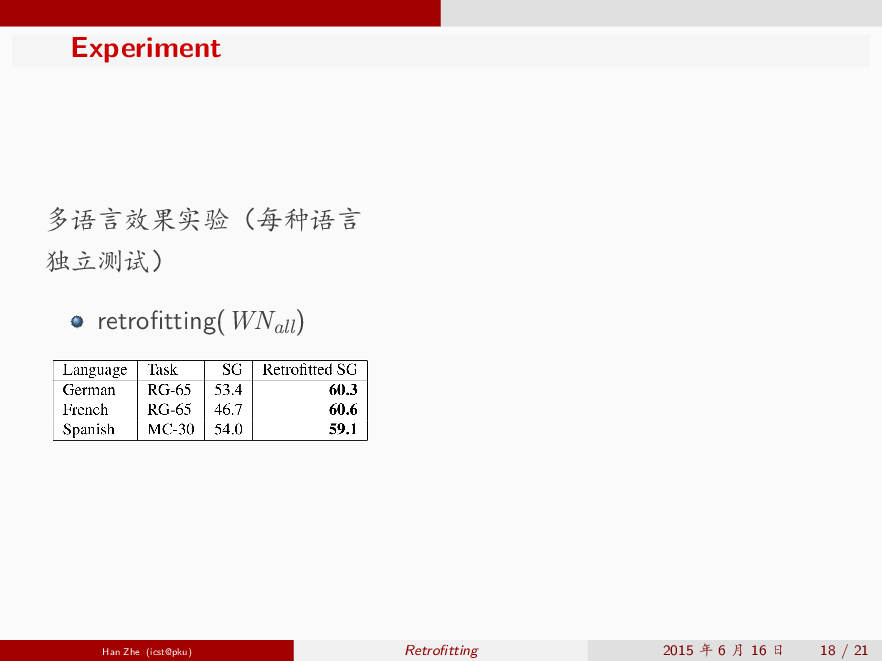 Experiment
多语言效果实验（每种语言
独立测试）
retrofitting(WNall)
Language Task SG Retrofitted SG
German RG-65 53.4 60.3
French RG-65 46.7 60.6
Spanish MC-30 54.0 59.1
Han Zhe (icst@pku) Retrofitting 2015 年 6 月 16 日 18 / 21